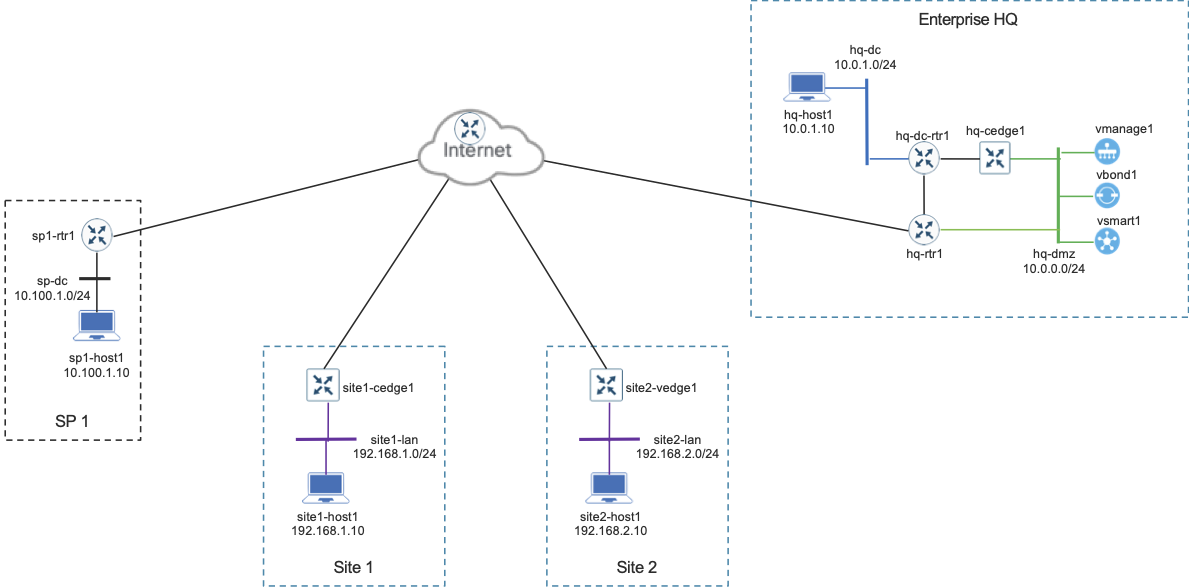 Enterprise HQ
hq-dc
10.0.1.0/24
hq-host1
10.0.1.10
hq-dc-rtr1
hq-cedge1
vmanage1
vbond1
vsmart1
hq-rtr1
hq-dmz
10.0.0.0/24
Internet
sp1-rtr1
sp-dc
10.100.1.0/24
sp1-host1
10.100.1.10
SP 1
site1-cedge1
site1-lan
192.168.1.0/24
site1-host1
192.168.1.10
Site 1
site2-vedge1
site2-lan
192.168.2.0/24
site2-host1
192.168.2.10
Site 2